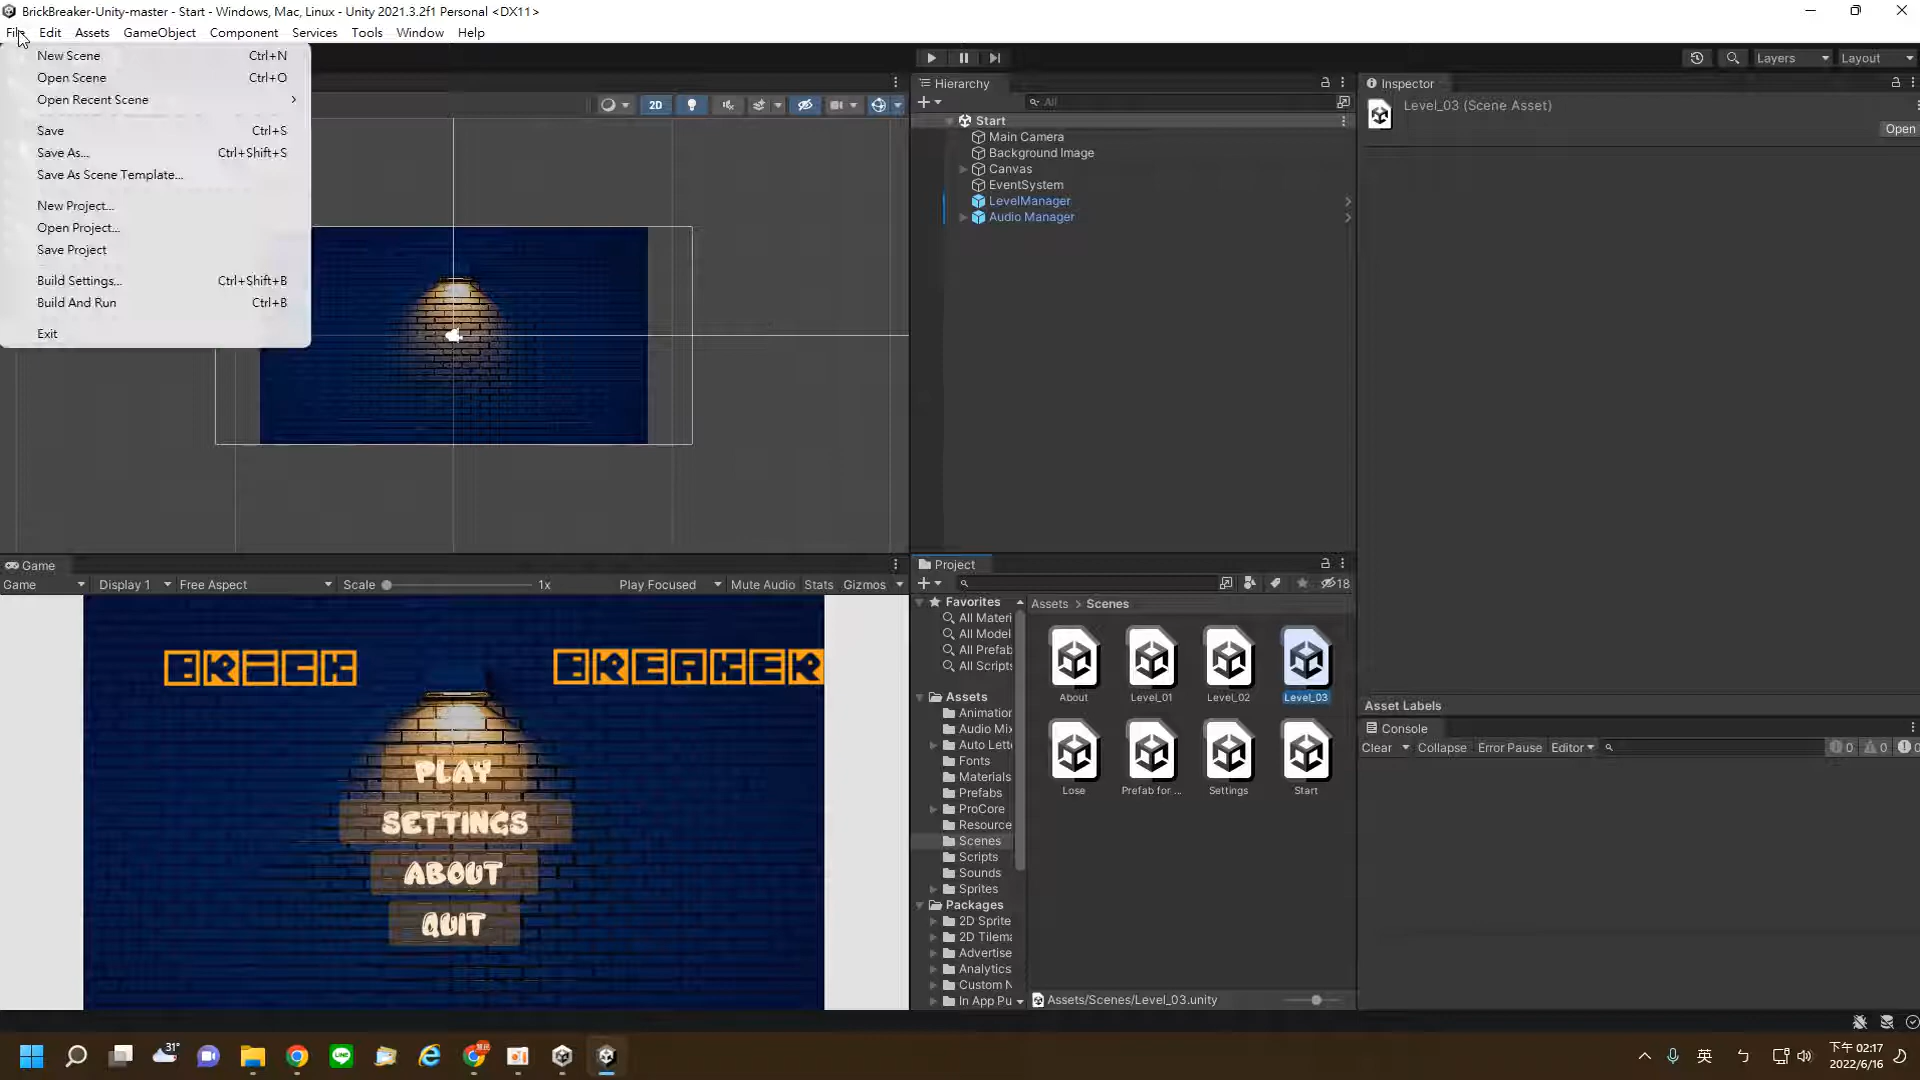 BrickBreaker-Unity-master - Start - Windows, Mac, Linux - Unity 2021.3.2f1 Personal <DX11>
File Edit Assets GameObject Component Services Tools Window Help
New Scene Ctrl+N
Open Scene Ctrl+O
Open Recent Scene
Save Ctrl+S
Save As... Ctrl+Shift+S
Save As Scene Template...
New Project...
Open Project...
Save Project
Build Settings... Ctrl+Shift+B
Build And Run Ctrl+B
Exit
Layers Layout
2D
Hierarchy
All
Start
Main Camera
Background Image
Canvas
EventSystem
LevelManager
Audio Manager
Inspector
Level_03 (Scene Asset)
Open
Asset Labels
Game
Game Display 1 Free Aspect Scale 1x Play Focused Mute Audio Stats Gizmos
BRICK BREAKER
PLAY
SETTINGS
ABOUT
QUIT
Project
18
Favorites
All Materi
All Model
All Prefab
All Scripts
Assets
Animation
Audio Mix
Auto Lette
Fonts
Materials
Prefabs
ProCore
Resource
Scenes
Scripts
Sounds
Sprites
Packages
2D Sprite
2D Tilema
Advertise
Analytics
Custom N
In App Pu
Assets > Scenes
About Level_01 Level_02 Level_03
Lose Prefab for ... Settings Start
Assets/Scenes/Level_03.unity
Console
Clear Collapse Error Pause Editor 0 0 0
31°
英
ㄅ
下午 02:17
2022/6/16